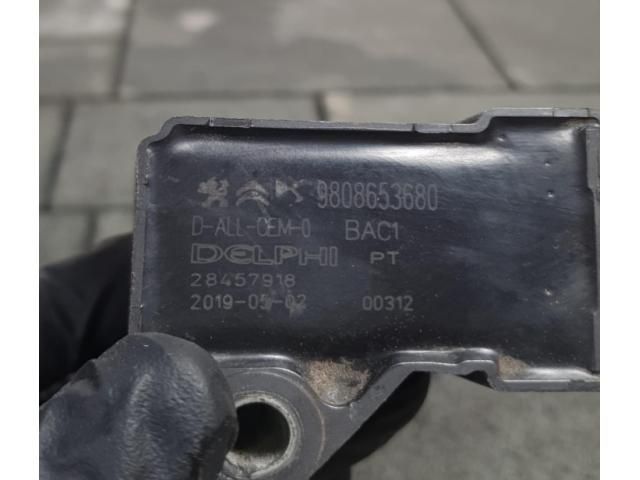 9808653680
D-ALL-CEM-0 BAC1
DELPHI PT
28457918
2019-05-02 00312